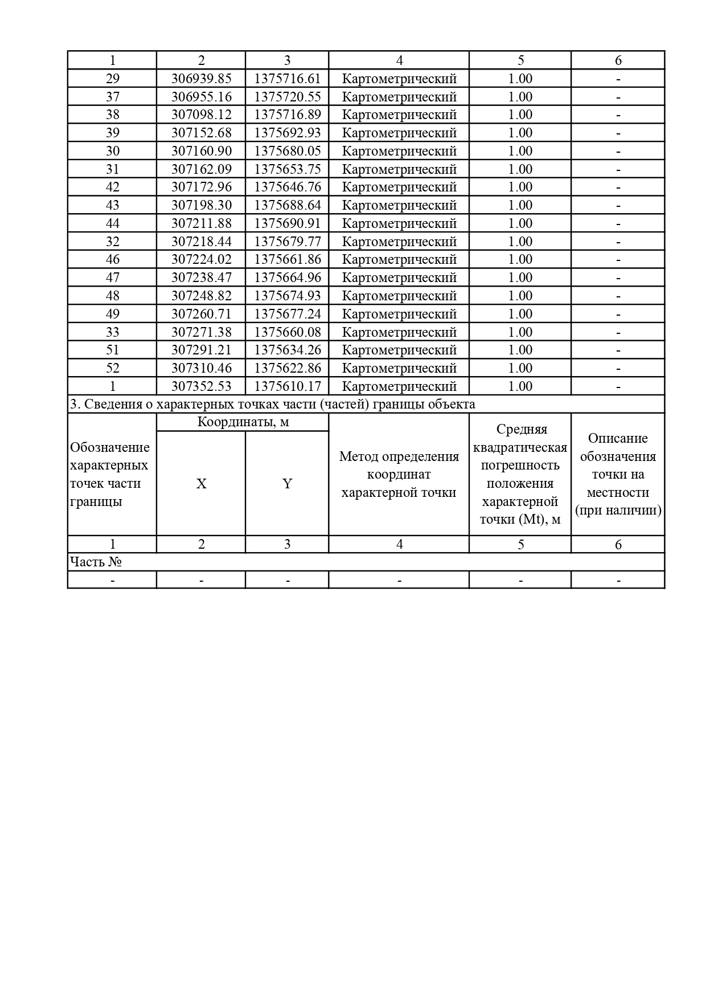 1 2 3 4 5 6
29 306939.85 1375716.61 Картометрический 1.00 -
37 306955.16 1375720.55 Картометрический 1.00 -
38 307098.12 1375716.89 Картометрический 1.00 -
39 307152.68 1375692.93 Картометрический 1.00 -
30 307160.90 1375680.05 Картометрический 1.00 -
31 307162.09 1375653.75 Картометрический 1.00 -
42 307172.96 1375646.76 Картометрический 1.00 -
43 307198.30 1375688.64 Картометрический 1.00 -
44 307211.88 1375690.91 Картометрический 1.00 -
32 307218.44 1375679.77 Картометрический 1.00 -
46 307224.02 1375661.86 Картометрический 1.00 -
47 307238.47 1375664.96 Картометрический 1.00 -
48 307248.82 1375674.93 Картометрический 1.00 -
49 307260.71 1375677.24 Картометрический 1.00 -
33 307271.38 1375660.08 Картометрический 1.00 -
51 307291.21 1375634.26 Картометрический 1.00 -
52 307310.46 1375622.86 Картометрический 1.00 -
1 307352.53 1375610.17 Картометрический 1.00 -
3. Сведения о характерных точках части (частей) границы объекта
Обозначение
характерных
точек части
границы
Координаты, м
X Y
Метод определения
координат
характерной точки
Средняя
квадратическая
погрешность
положения
характерной
точки (Mt), м
Описание
обозначения
точки на
местности
(при наличии)
1 2 3 4 5 6
Часть №
- - - - - -